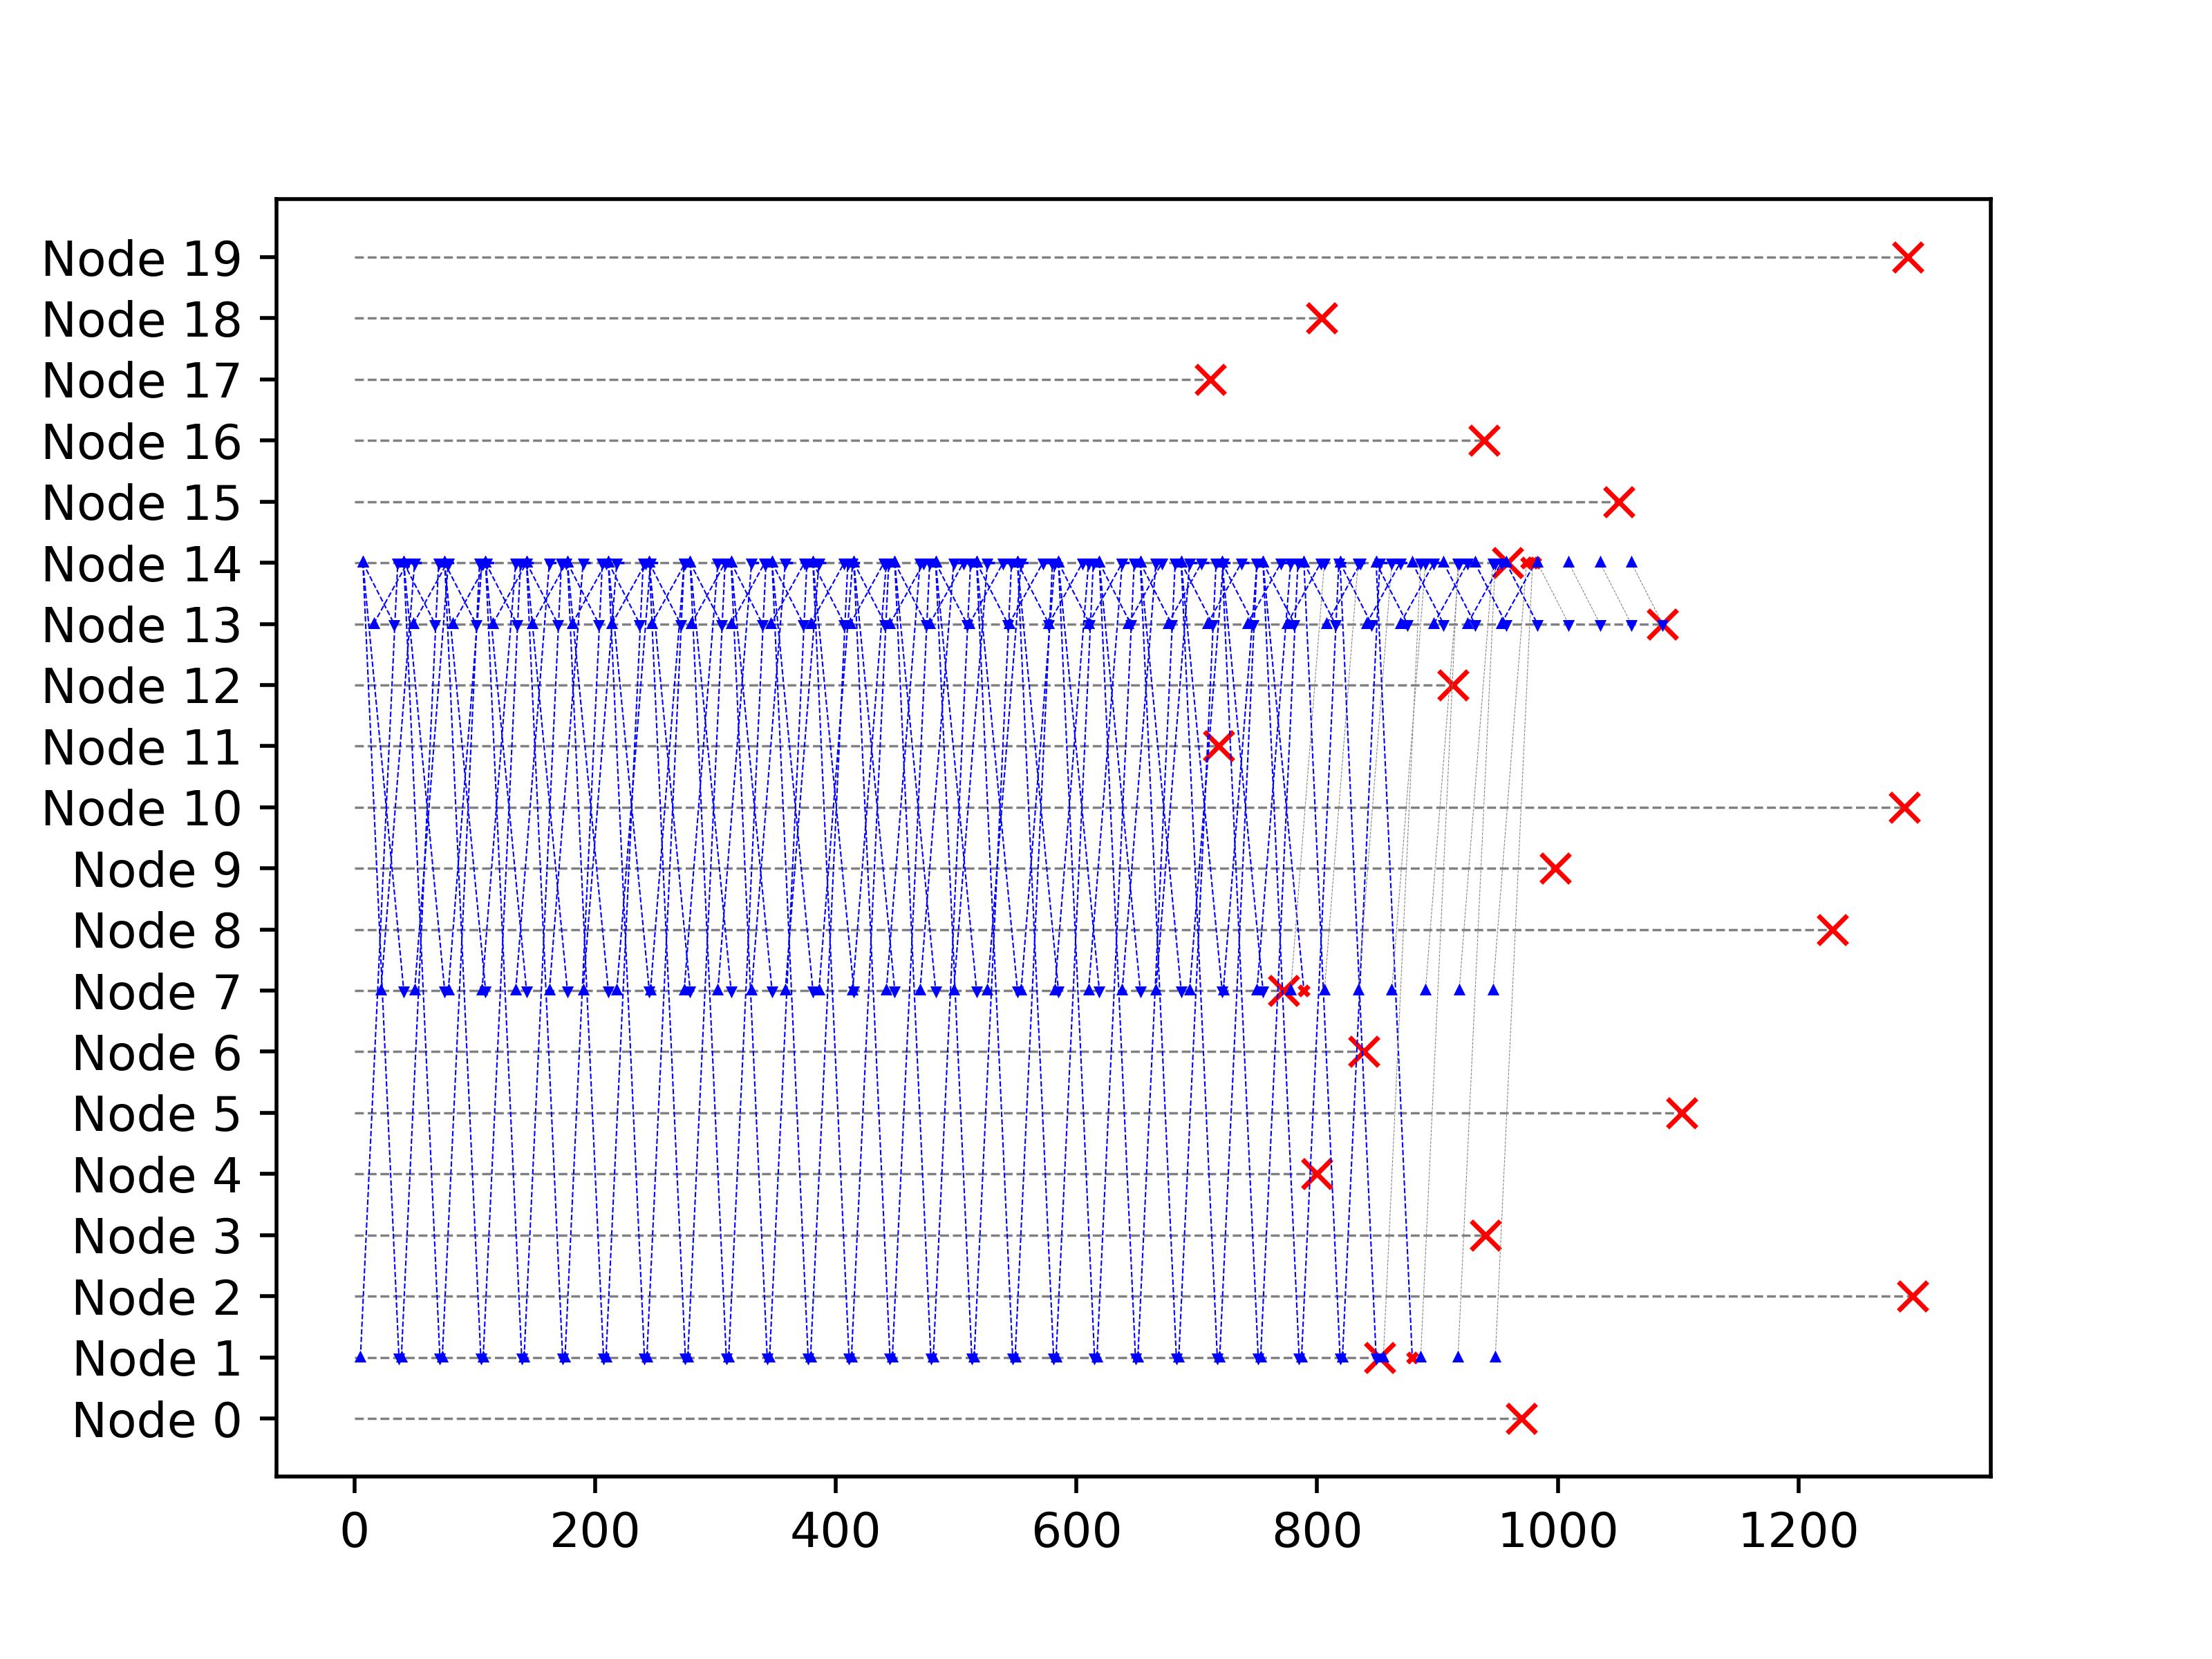 Node 19
Node 18
Node 17
Node 16
Node 15
Node 14
Node 13
Node 12
Node 11
Node 10
Node 9
Node 8
Node 7
Node 6
Node 5
Node 4
Node 3
Node 2
Node 1
Node 0
0 200 400 600 800 1000 1200